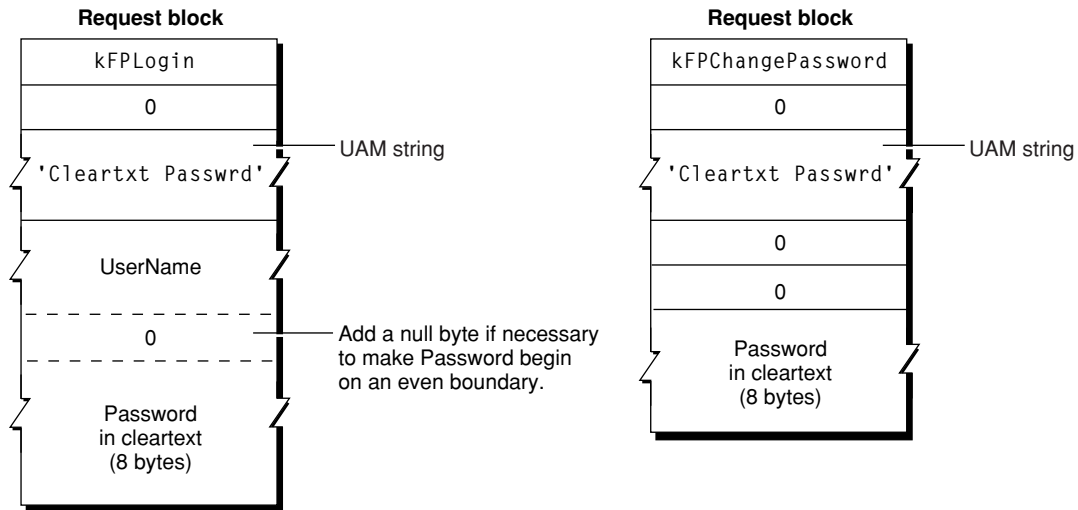 Request block
kFPLogin
0
'Cleartxt Passwrd'
UAM string
UserName
0
Add a null byte if necessary
to make Password begin
on an even boundary.
Password
in cleartext
(8 bytes)
Request block
kFPChangePassword
0
'Cleartxt Passwrd'
UAM string
0
0
Password
in cleartext
(8 bytes)